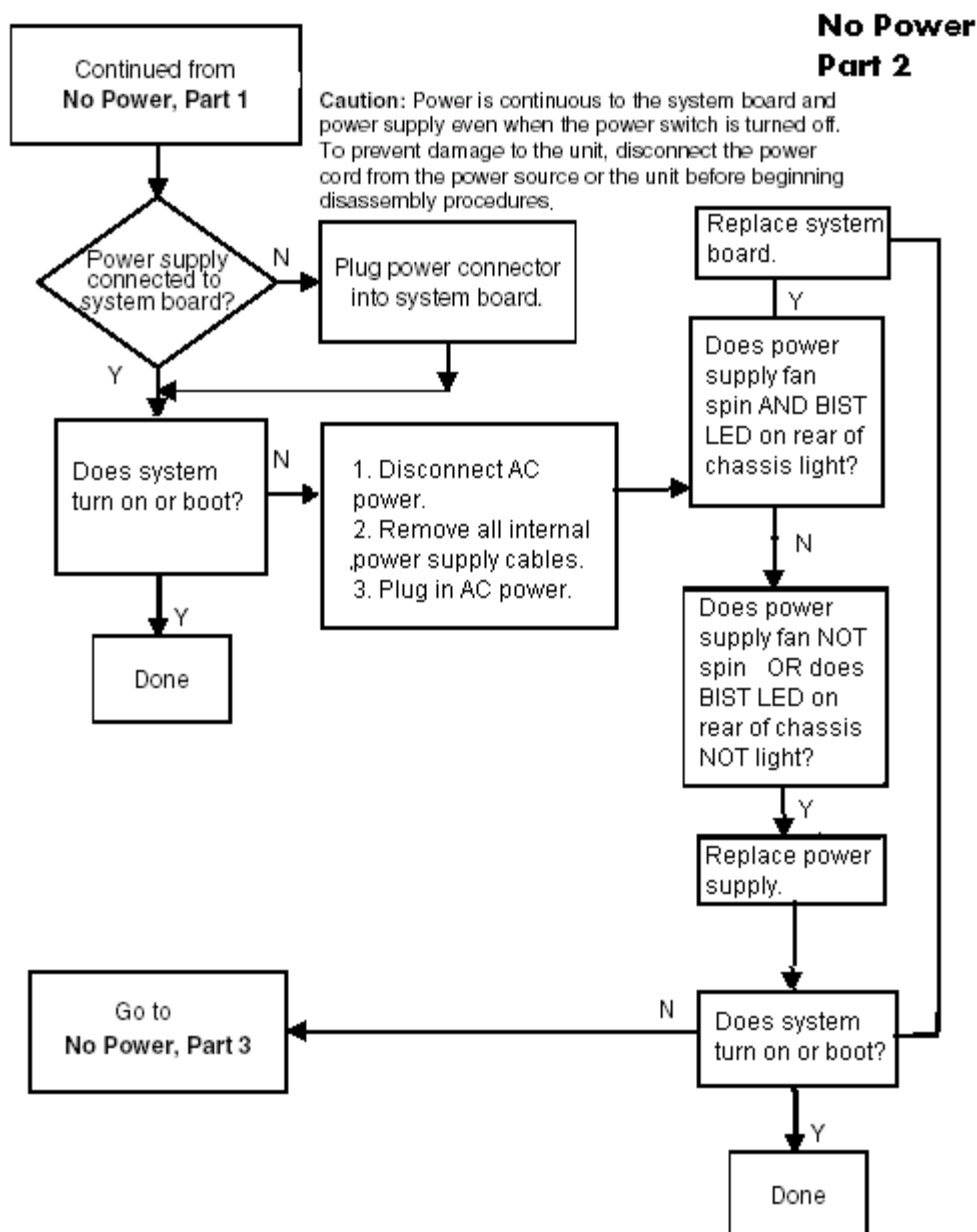 No Power
Part 2
Continued from
No Power, Part 1
Caution: Power is continuous to the system board and
power supply even when the power switch is turned off.
To prevent damage to the unit, disconnect the power
cord from the power source or the unit before beginning
disassembly procedures.
Power supply
connected to
system board?
N
Plug power connector
into system board.
Y
Does system
turn on or boot?
N
1. Disconnect AC
power.
2. Remove all internal
power supply cables.
3. Plug in AC power.
Y
Done
Replace system
board.
Y
Does power
supply fan
spin AND BIST
LED on rear of
chassis light?
N
Does power
supply fan NOT
spin OR does
BIST LED on
rear of chassis
NOT light?
Y
Replace power
supply.
Does system
turn on or boot?
N
Go to
No Power, Part 3
Y
Done